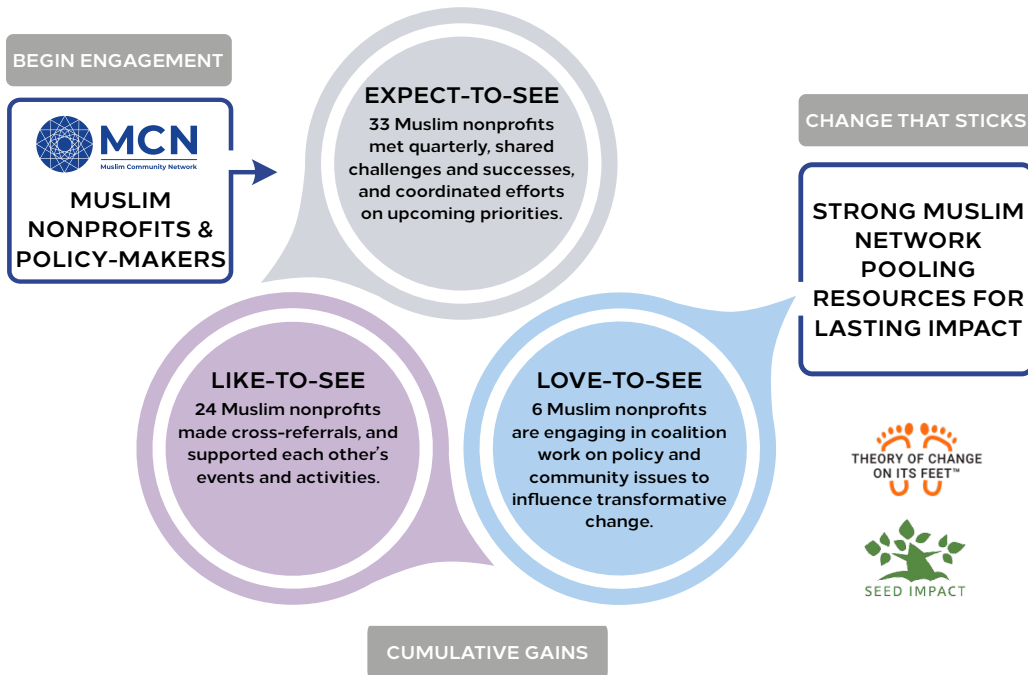 BEGIN ENGAGEMENT
MCN
Muslim Community Network
MUSLIM
NONPROFITS &
POLICY-MAKERS
EXPECT-TO-SEE
33 Muslim nonprofits
met quarterly, shared
challenges and successes,
and coordinated efforts
on upcoming priorities.
LIKE-TO-SEE
24 Muslim nonprofits
made cross-referrals, and
supported each other's
events and activities.
LOVE-TO-SEE
6 Muslim nonprofits
are engaging in coalition
work on policy and
community issues to
influence transformative
change.
CHANGE THAT STICKS
STRONG MUSLIM
NETWORK
POOLING
RESOURCES FOR
LASTING IMPACT
THEORY OF CHANGE
ON ITS FEET™
SEED IMPACT
CUMULATIVE GAINS